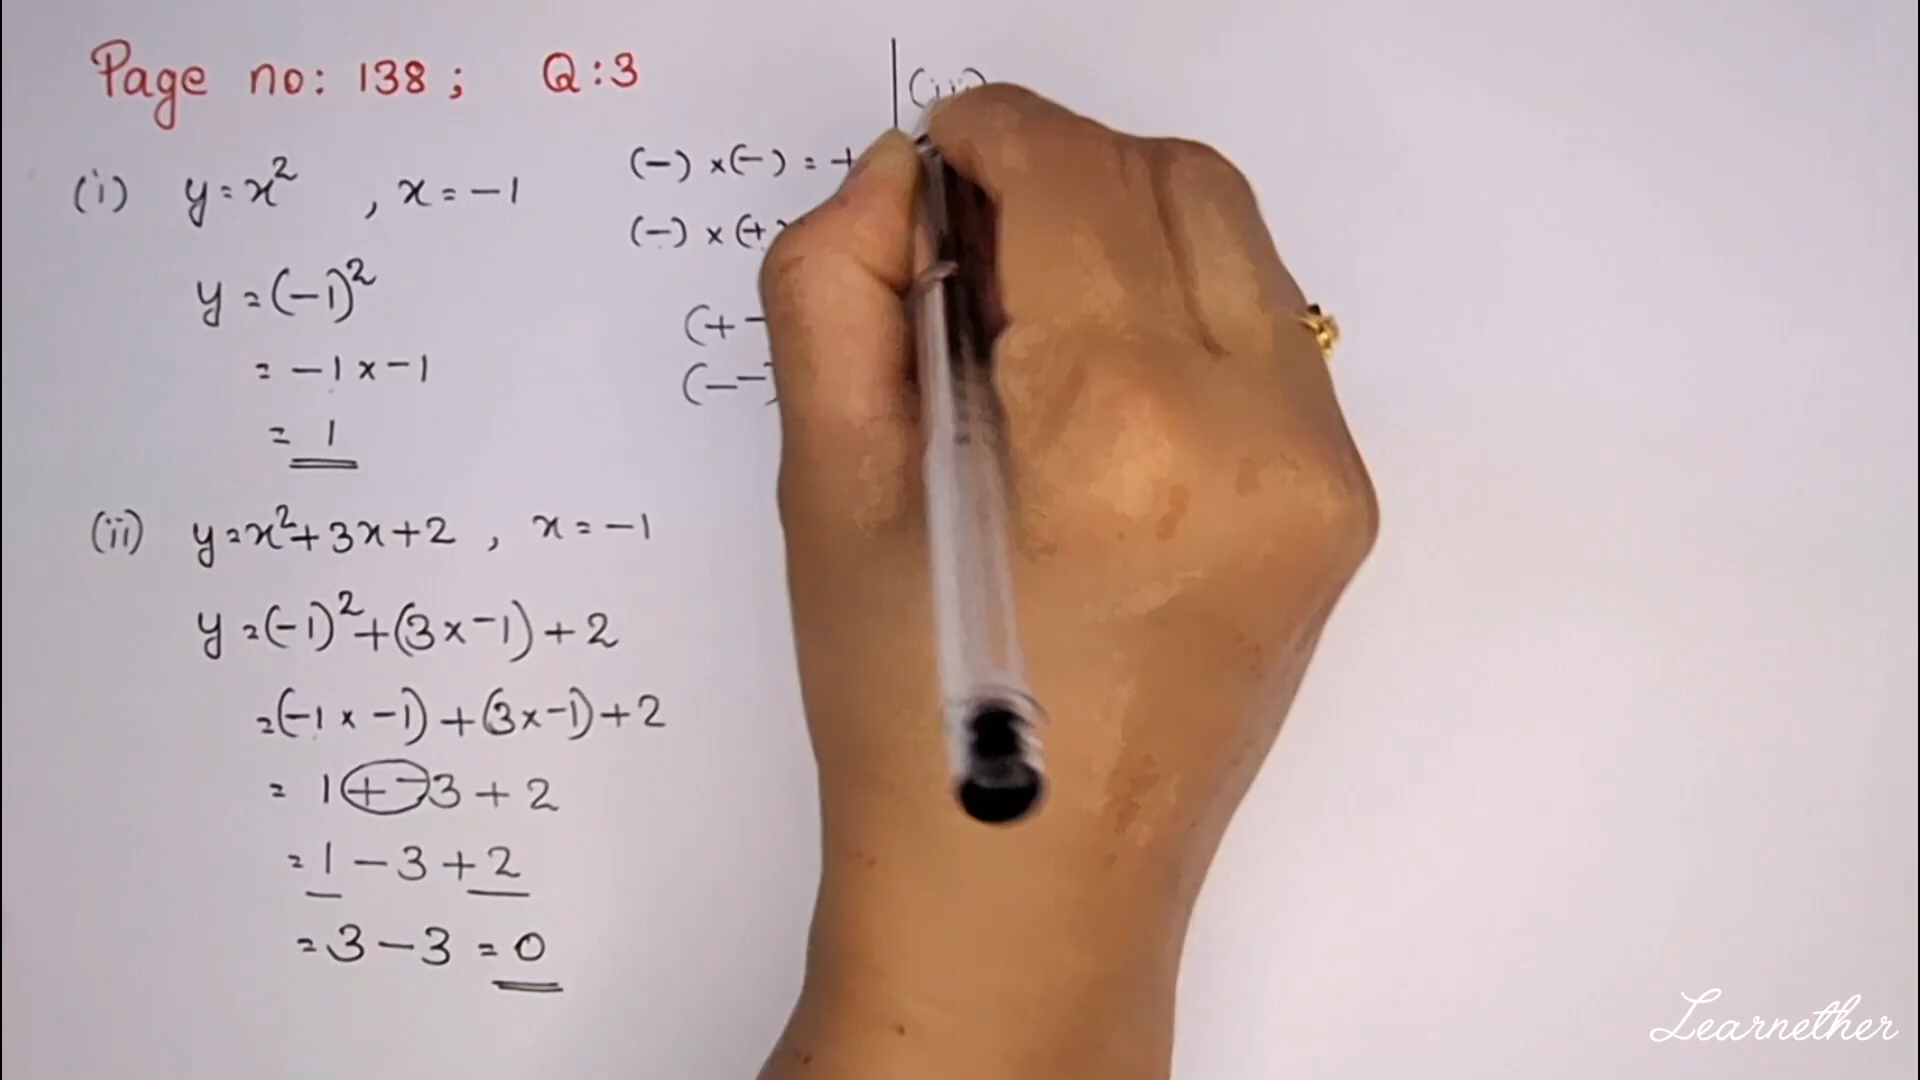 Page no: 138 ; Q:3
(i) y = x² , x = -1
y = (-1)²
= -1 x -1
= 1
(-) x (-) = +
(-) x (+
(+ -
(- -)
(ii) y = x² + 3x + 2 , x = -1
y = (-1)² + (3 x -1) + 2
= (-1 x -1) + (3 x -1) + 2
= 1 + - 3 + 2
= 1 - 3 + 2
= 3 - 3 = 0
(iii)
Learnether